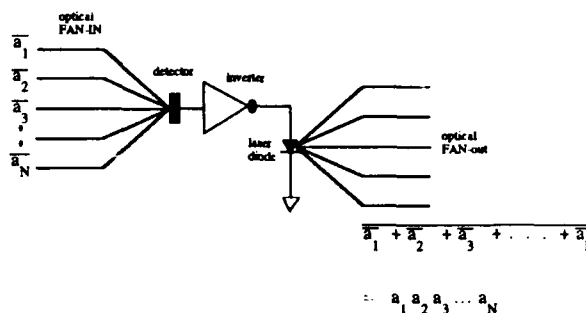 optical
FAN-IN
a̅₁
a̅₂
a̅₃
a̅N
detector
inverter
laser
diode
optical
FAN-out
a̅₁ + a̅₂ + a̅₃ + . . . . + a̅
= a₁ a₂ a₃ ... aN